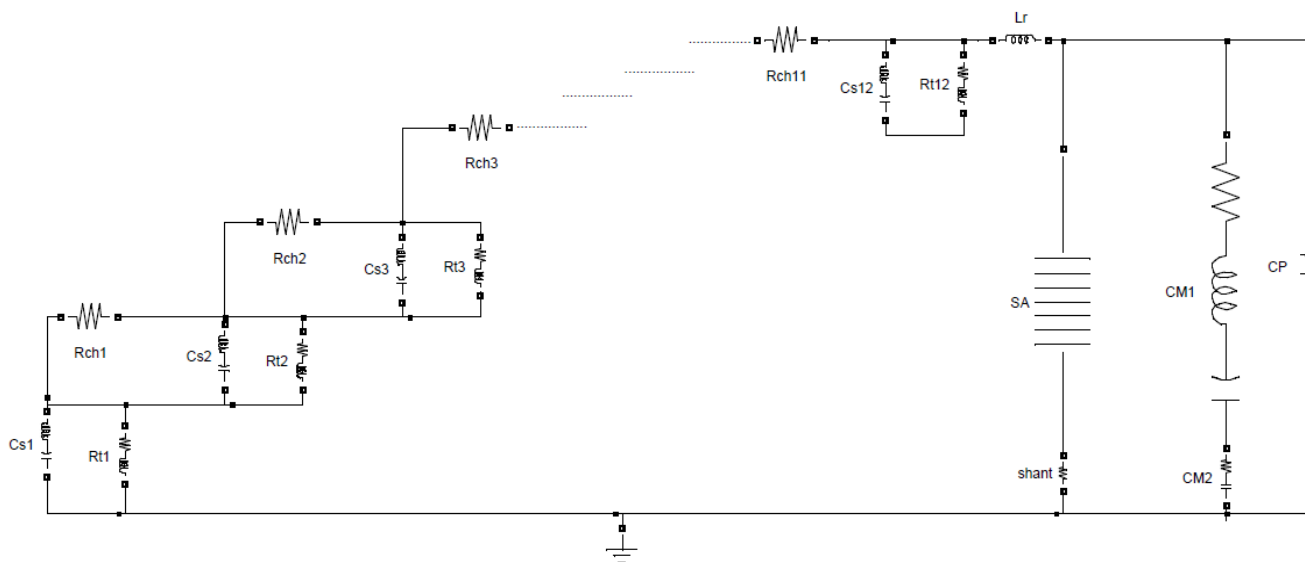 Lr
Rch11
Cs12
Rt12
Rch3
Rch2
Cs3
Rt3
SA
CM1
CP
Rch1
Cs2
Rt2
Cs1
Rt1
shant
CM2